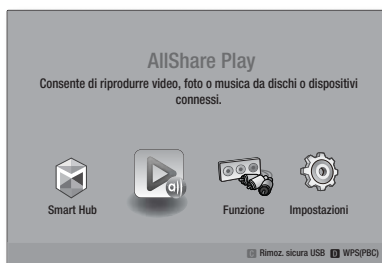 AllShare Play
Consente di riprodurre video, foto o musica da dischi o dispositivi
connessi.
Smart Hub
Funzione
Impostazioni
C Rimoz. sicura USB D WPS(PBC)